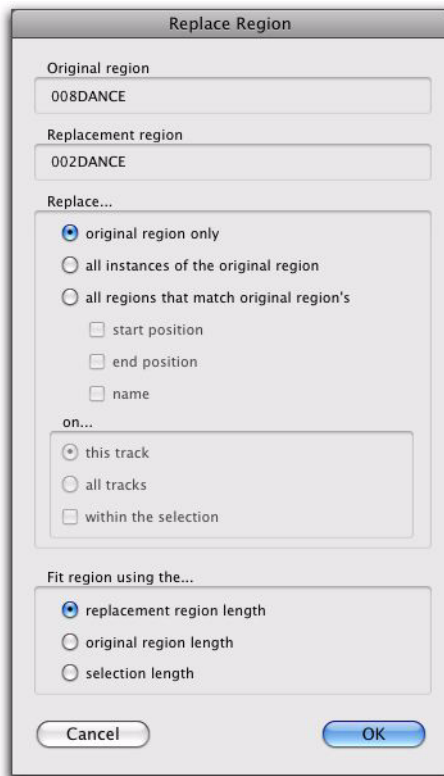 Replace Region
Original region
008DANCE
Replacement region
002DANCE
Replace...
original region only
all instances of the original region
all regions that match original region's
start position
end position
name
on...
this track
all tracks
within the selection
Fit region using the...
replacement region length
original region length
selection length
Cancel
OK